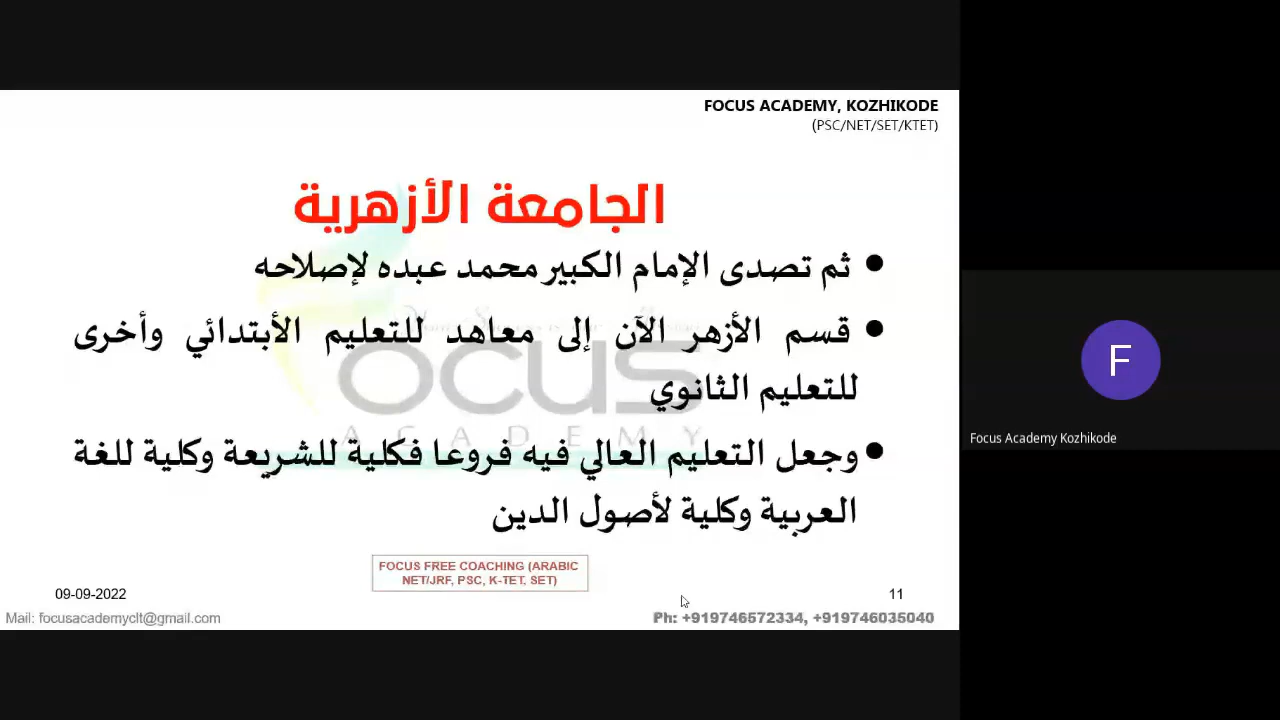 FOCUS ACADEMY, KOZHIKODE
(PSC/NET/SET/KTET)
الجامعة الأزهرية
• ثم تصدى الإمام الكبير محمد عبده لإصلاحه
• قسم الأزهر الآن إلى معاهد للتعليم الأبتدائي وأخرى
للتعليم الثانوي
• وجعل التعليم العالي فيه فروعا فكلية للشريعة وكلية للغة
العربية وكلية لأصول الدين
ocus
ACADEMY
FOCUS FREE COACHING (ARABIC
NET/JRF, PSC, K-TET, SET)
09-09-2022
11
Mail: focusacademyclt@gmail.com
Ph: +919746572334, +919746035040
F
Focus Academy Kozhikode